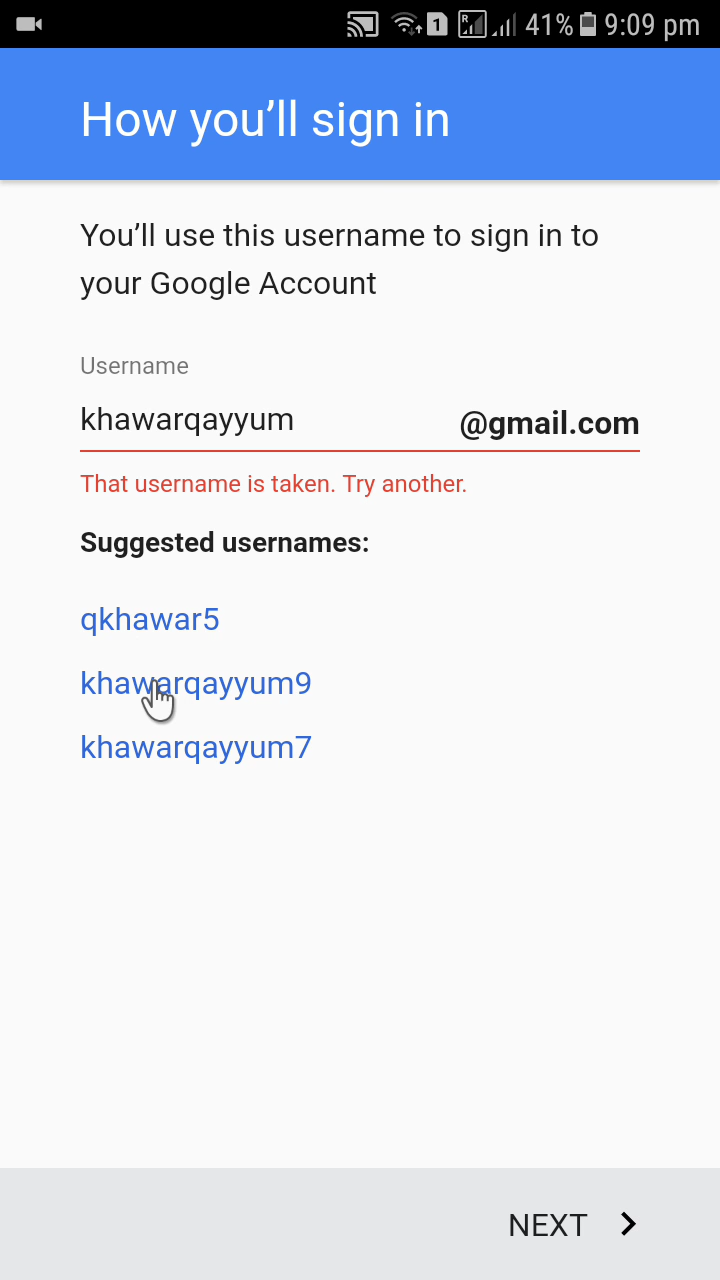 R 1 41% 9:09 pm
How you’ll sign in
You’ll use this username to sign in to
your Google Account
Username
khawarqayyum @gmail.com
That username is taken. Try another.
Suggested usernames:
qkhawar5
khawarqayyum9
khawarqayyum7
NEXT